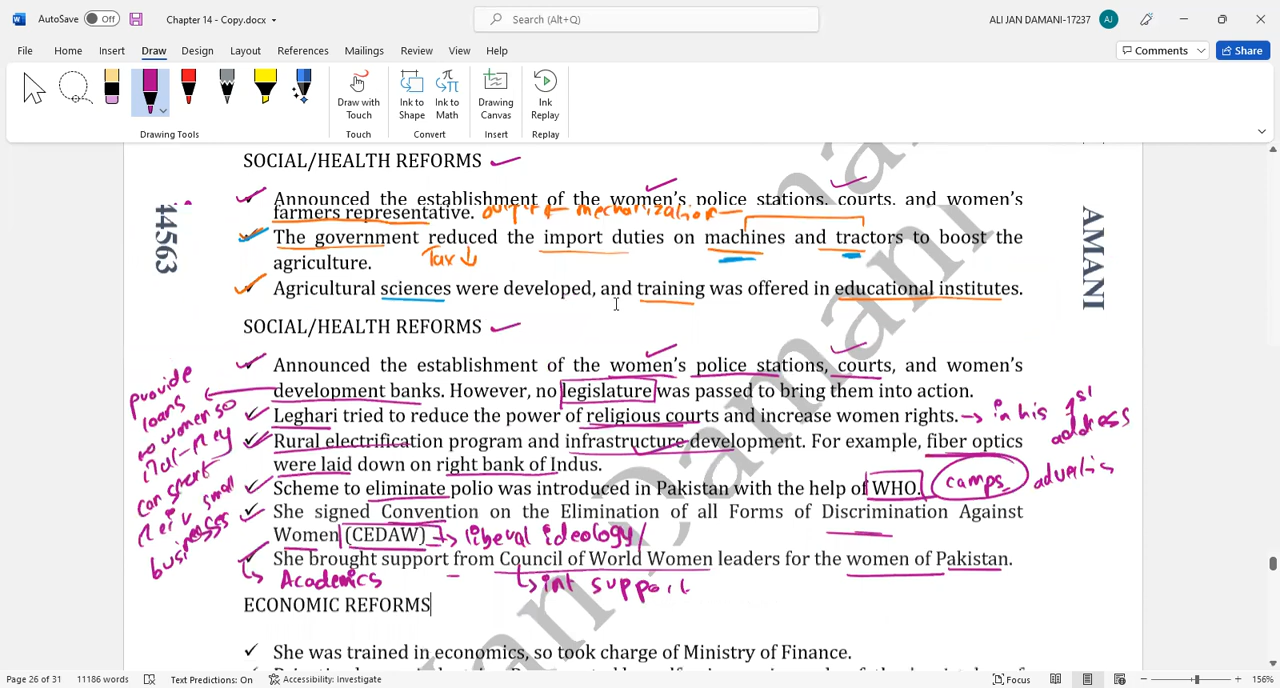 AutoSave Off Chapter 14 - Copy.docx Search (Alt+Q) ALI JAN DAMANI-17237 AJ
File Home Insert Draw Design Layout References Mailings Review View Help Comments Share
Draw with Touch Ink to Shape Ink to Math Drawing Canvas Ink Replay
Drawing Tools Touch Convert Insert Replay
SOCIAL/HEALTH REFORMS
Announced the establishment of the women's police stations, courts, and women's
farmers representative. output ↑ mechanization
The government reduced the import duties on machines and tractors to boost the
agriculture. Tax ↓
Agricultural sciences were developed, and training was offered in educational institutes.
44563
AMANI
SOCIAL/HEALTH REFORMS
Announced the establishment of the women's police stations, courts, and women's
development banks. However, no legislature was passed to bring them into action.
Leghari tried to reduce the power of religious courts and increase women rights. → in his 1st address
Rural electrification program and infrastructure development. For example, fiber optics
were laid down on right bank of Indus.
Scheme to eminate polio was introduced in Pakistan with the help of WHO. camps
She signed Convention on the Elimination of all Forms of Discrimination Against
Women (CEDAW) → liberal ideology/
She brought support from Council of World Women leaders for the women of Pakistan.
Academics
int support
provide
loans
to women so
that they
can start
their small
businesses
ECONOMIC REFORMS
She was trained in economics, so took charge of Ministry of Finance.
Jan Damani
Page 26 of 31 11186 words Text Predictions: On Accessibility: Investigate Focus 156%